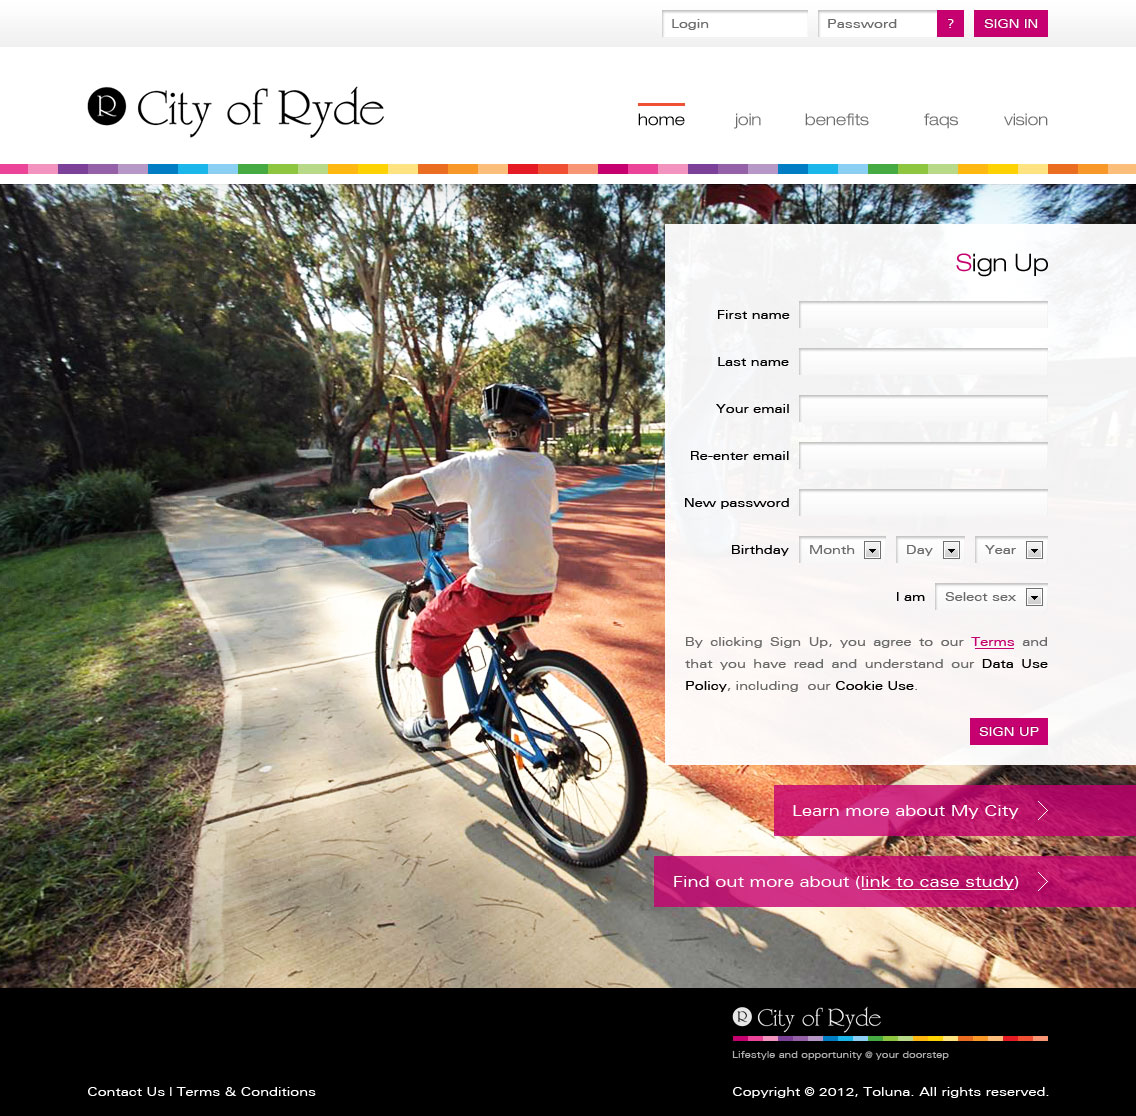 Login
Password
?
SIGN IN
R City of Ryde
home
join
benefits
faqs
vision
Sign Up
First name
Last name
Your email
Re-enter email
New password
Birthday Month Day Year
I am Select sex
By clicking Sign Up, you agree to our Terms and
that you have read and understand our Data Use
Policy, including our Cookie Use.
SIGN UP
Learn more about My City
Find out more about (link to case study)
R City of Ryde
Lifestyle and opportunity @ your doorstep
Contact Us | Terms & Conditions
Copyright © 2012, Toluna. All rights reserved.